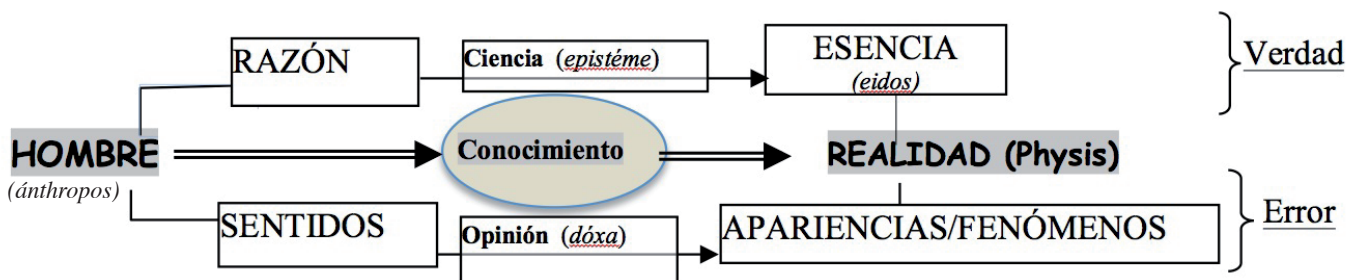 RAZÓN
Ciencia (epistéme)
ESENCIA
(eidos)
Verdad
HOMBRE
(ánthropos)
Conocimiento
REALIDAD (Physis)
SENTIDOS
Opinión (dóxa)
APARIENCIAS/FENÓMENOS
Error